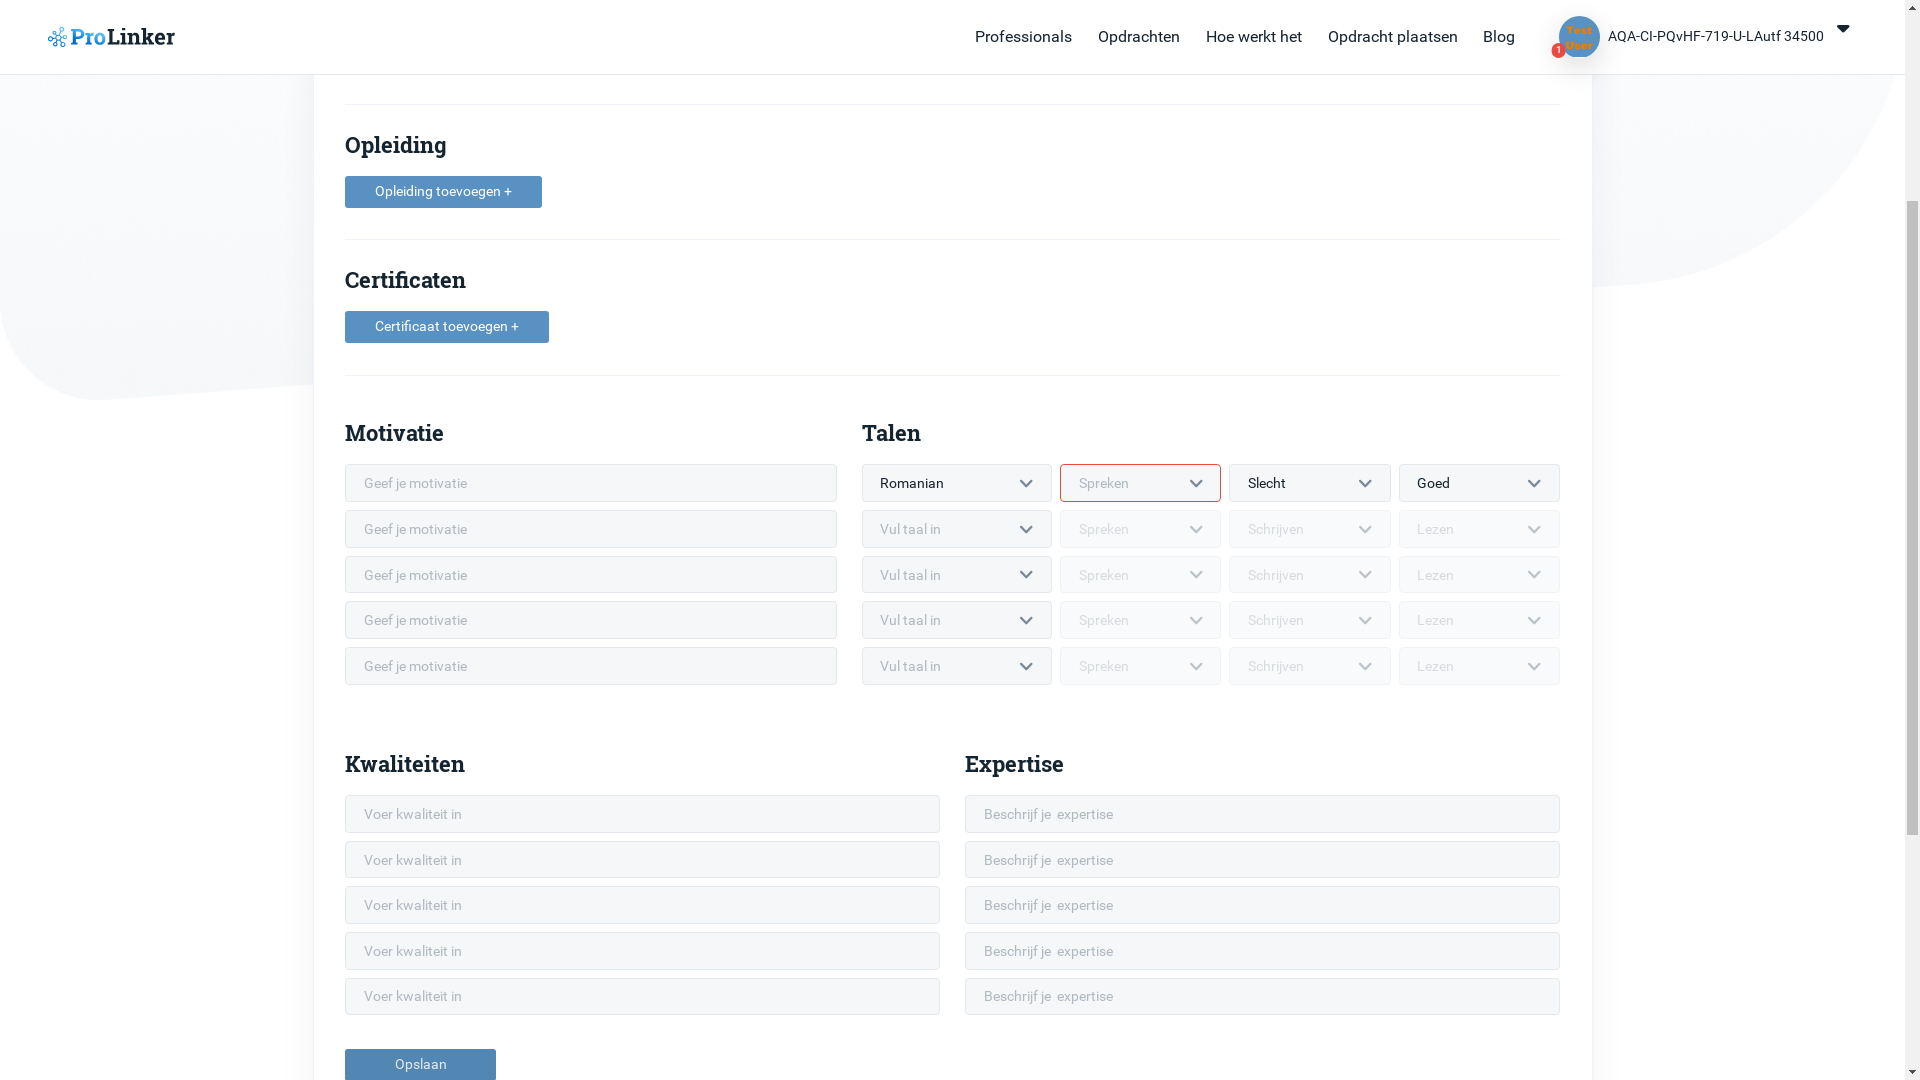 ProLinker
Professionals
Opdrachten
Hoe werkt het
Opdracht plaatsen
Blog
Test
User
1
AQA-CI-PQvHF-719-U-LAutf 34500
Opleiding
Opleiding toevoegen +
Certificaten
Certificaat toevoegen +
Motivatie
Geef je motivatie
Geef je motivatie
Geef je motivatie
Geef je motivatie
Geef je motivatie
Talen
Romanian Spreken Slecht Goed
Vul taal in Spreken Schrijven Lezen
Vul taal in Spreken Schrijven Lezen
Vul taal in Spreken Schrijven Lezen
Vul taal in Spreken Schrijven Lezen
Kwaliteiten
Voer kwaliteit in
Voer kwaliteit in
Voer kwaliteit in
Voer kwaliteit in
Voer kwaliteit in
Expertise
Beschrijf je expertise
Beschrijf je expertise
Beschrijf je expertise
Beschrijf je expertise
Beschrijf je expertise
Opslaan